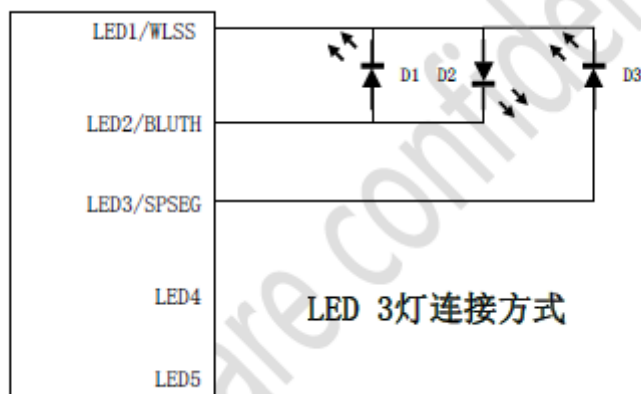 LED1/WLSS
D1 D2 D3
LED2/BLUTH
LED3/SPSEG
LED4
LED 3灯连接方式
LED5